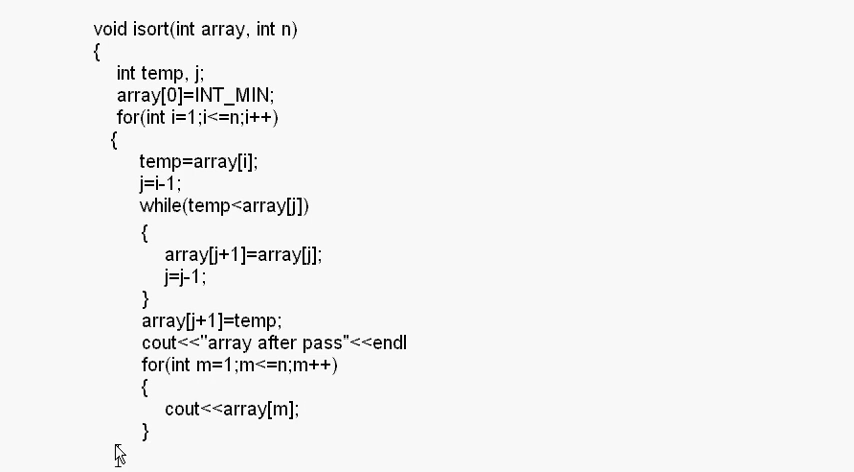 void isort(int array, int n)
{
int temp, j;
array[0]=INT_MIN;
for(int i=1;i<=n;i++)
{
temp=array[i];
j=i-1;
while(temp<array[j])
{
array[j+1]=array[j];
j=j-1;
}
array[j+1]=temp;
cout<<"array after pass"<<endl
for(int m=1;m<=n;m++)
{
cout<<array[m];
}